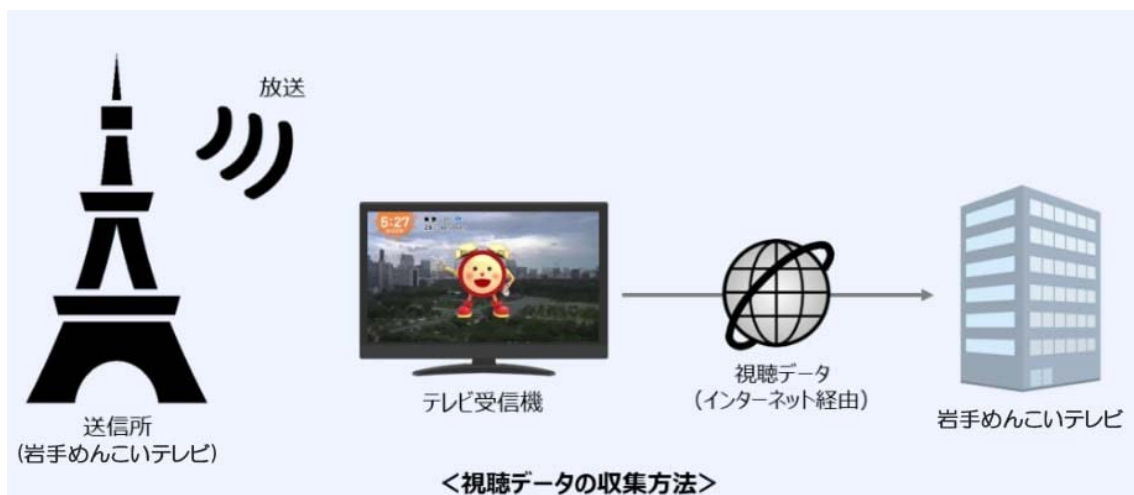 放送
5:27
送信所
(岩手めんこいテレビ)
テレビ受信機
視聴データ
(インターネット経由)
岩手めんこいテレビ
<視聴データの収集方法>